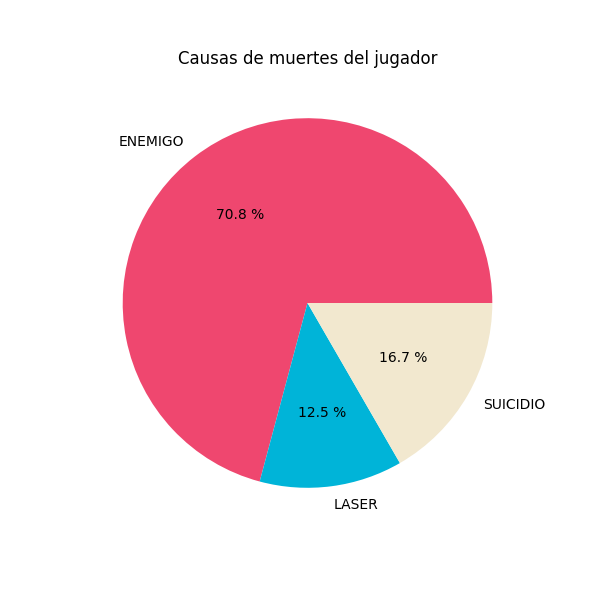 Causas de muertes del jugador
ENEMIGO
70.8 %
16.7 %
SUICIDIO
12.5 %
LASER